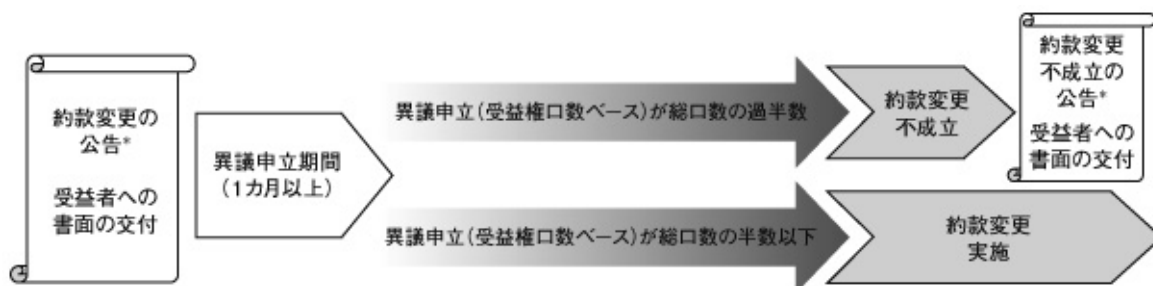 約款変更の
公告*
受益者への
書面の交付
異議申立期間
(1カ月以上)
異議申立(受益権口数ベース)が総口数の過半数
約款変更
不成立
約款変更
不成立の
公告*
受益者への
書面の交付
異議申立(受益権口数ベース)が総口数の半数以下
約款変更
実施